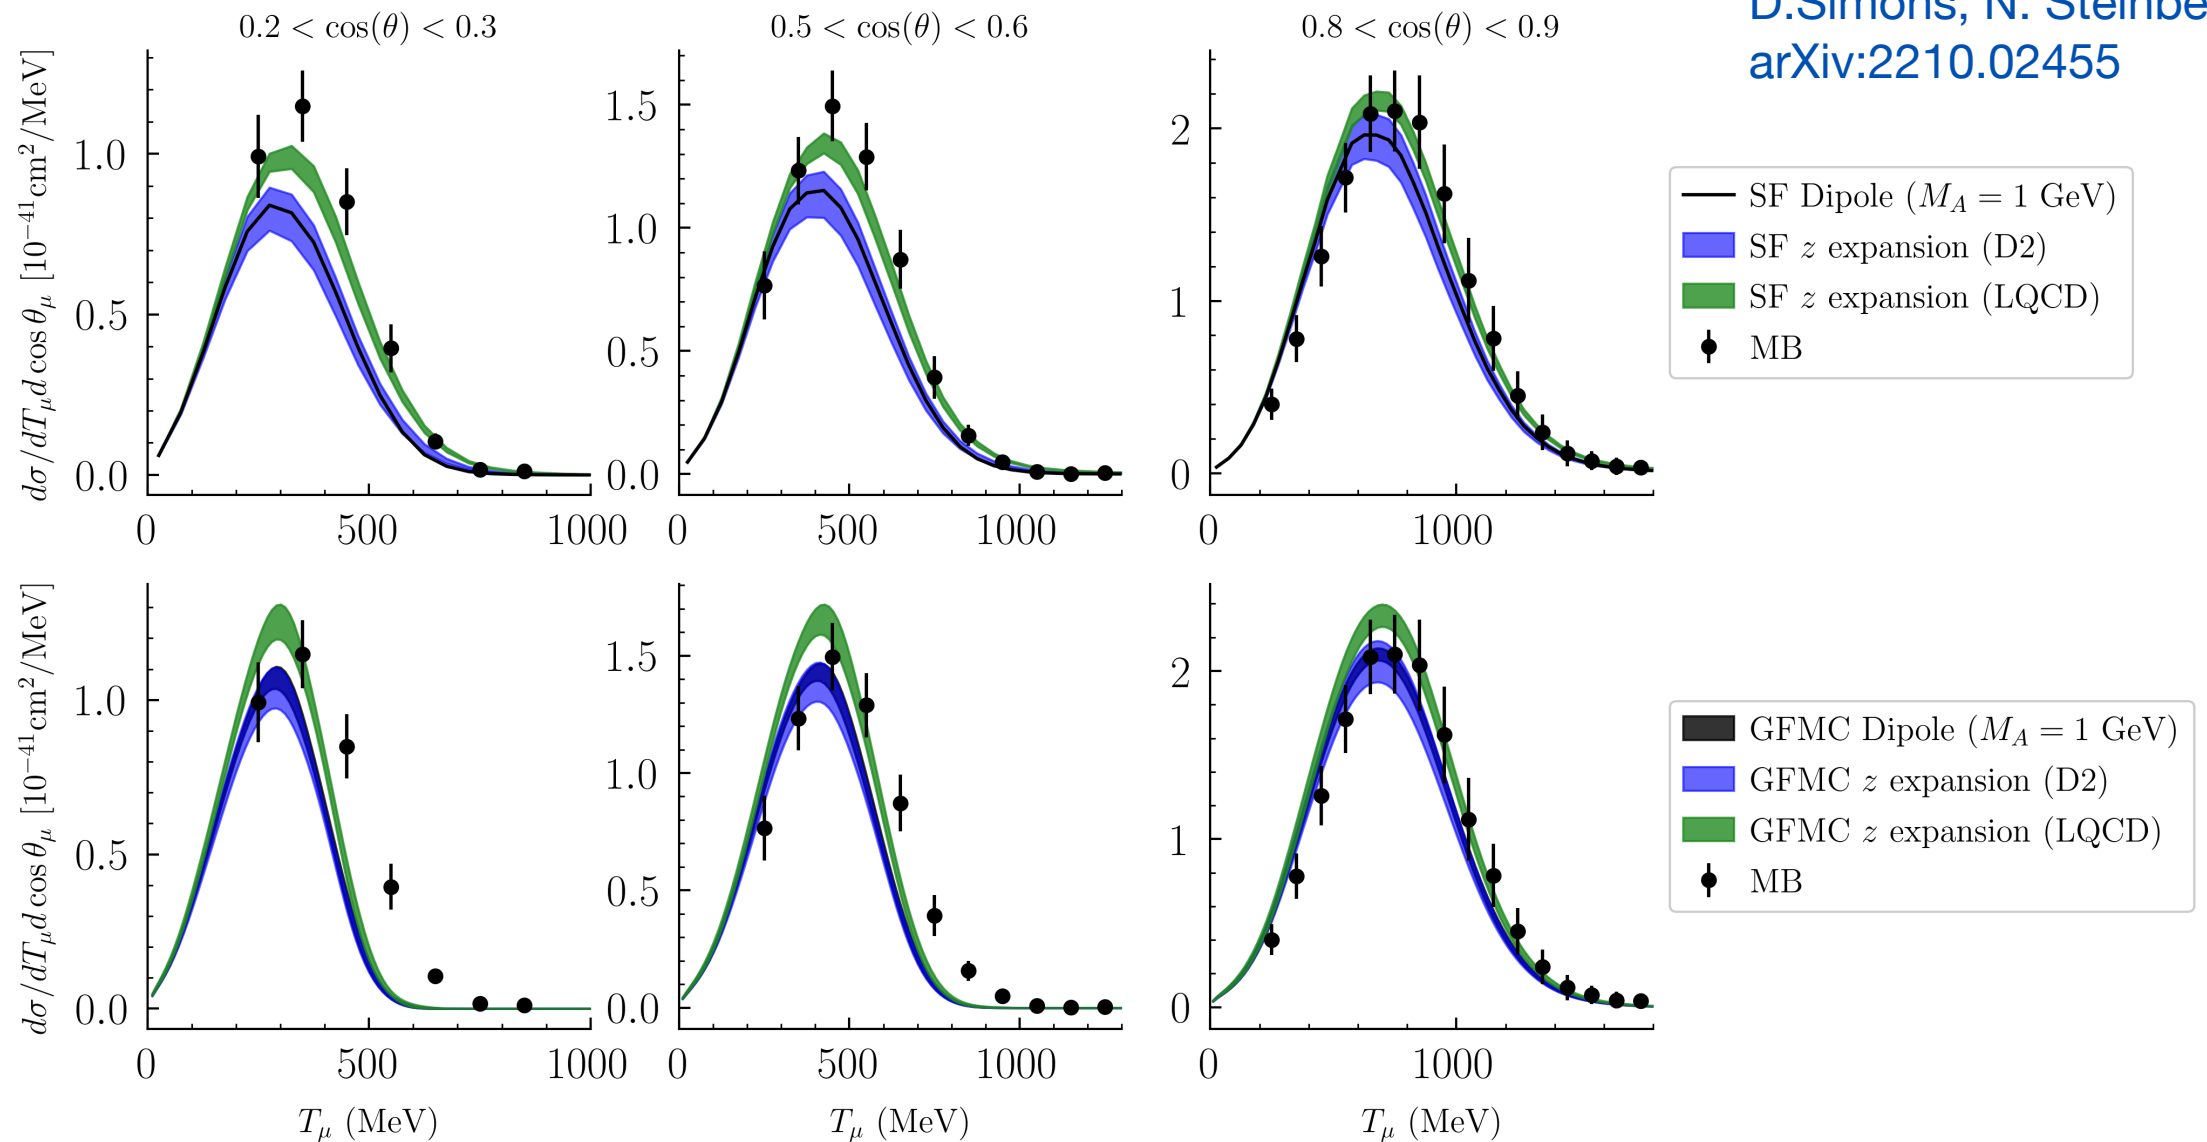 D.Simons, N. Steinbe
arXiv:2210.02455
0.2 < cos(θ) < 0.3
0.5 < cos(θ) < 0.6
0.8 < cos(θ) < 0.9
dσ/dT_μ d cos θ_μ [10^{−41}cm²/MeV]
1.0
0.5
0.0
0
500
1000
1.5
1.0
0.5
0.0
0
500
1000
2
1
0
0
1000
SF Dipole (M_A = 1 GeV)
SF z expansion (D2)
SF z expansion (LQCD)
MB
dσ/dT_μ d cos θ_μ [10^{−41}cm²/MeV]
1.0
0.5
0.0
0
500
1000
T_μ (MeV)
1.5
1.0
0.5
0.0
0
500
1000
T_μ (MeV)
2
1
0
0
1000
T_μ (MeV)
GFMC Dipole (M_A = 1 GeV)
GFMC z expansion (D2)
GFMC z expansion (LQCD)
MB